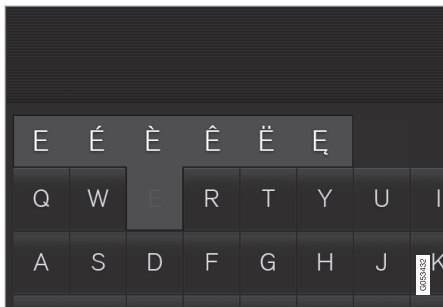 E É È Ê Ë Ę
Q W E R T Y U I
A S D F G H J K
G053432